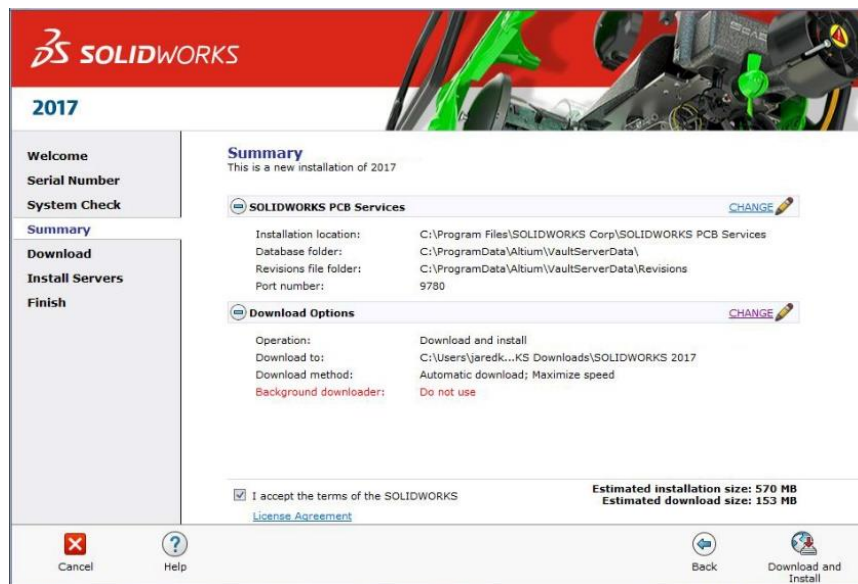 SOLIDWORKS
2017
Welcome
Serial Number
System Check
Summary
Download
Install Servers
Finish
Summary
This is a new installation of 2017
SOLIDWORKS PCB Services CHANGE
Installation location: C:\Program Files\SOLIDWORKS Corp\SOLIDWORKS PCB Services
Database folder: C:\ProgramData\Altium\VaultServerData\
Revisions file folder: C:\ProgramData\Altium\VaultServerData\Revisions
Port number: 9780
Download Options CHANGE
Operation: Download and install
Download to: C:\Users\jaredk...KS Downloads\SOLIDWORKS 2017
Download method: Automatic download; Maximize speed
Background downloader: Do not use
I accept the terms of the SOLIDWORKS
License Agreement
Estimated installation size: 570 MB
Estimated download size: 153 MB
Cancel
Help
Back
Download and
Install